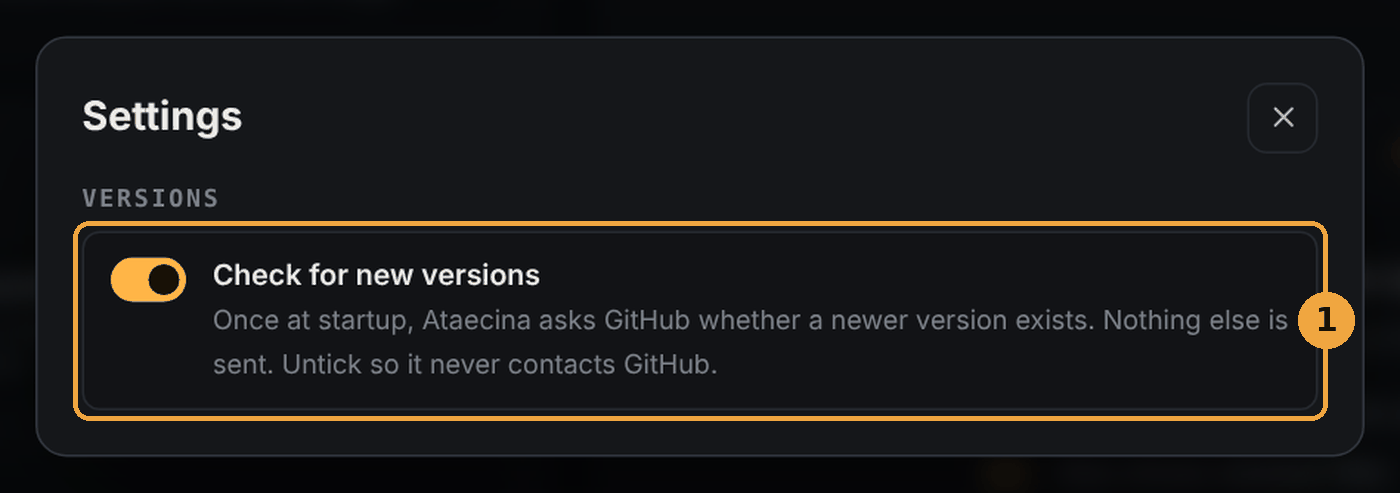 Settings
VERSIONS
Check for new versions
Once at startup, Ataecina asks GitHub whether a newer version exists. Nothing else is
1
sent. Untick so it never contacts GitHub.